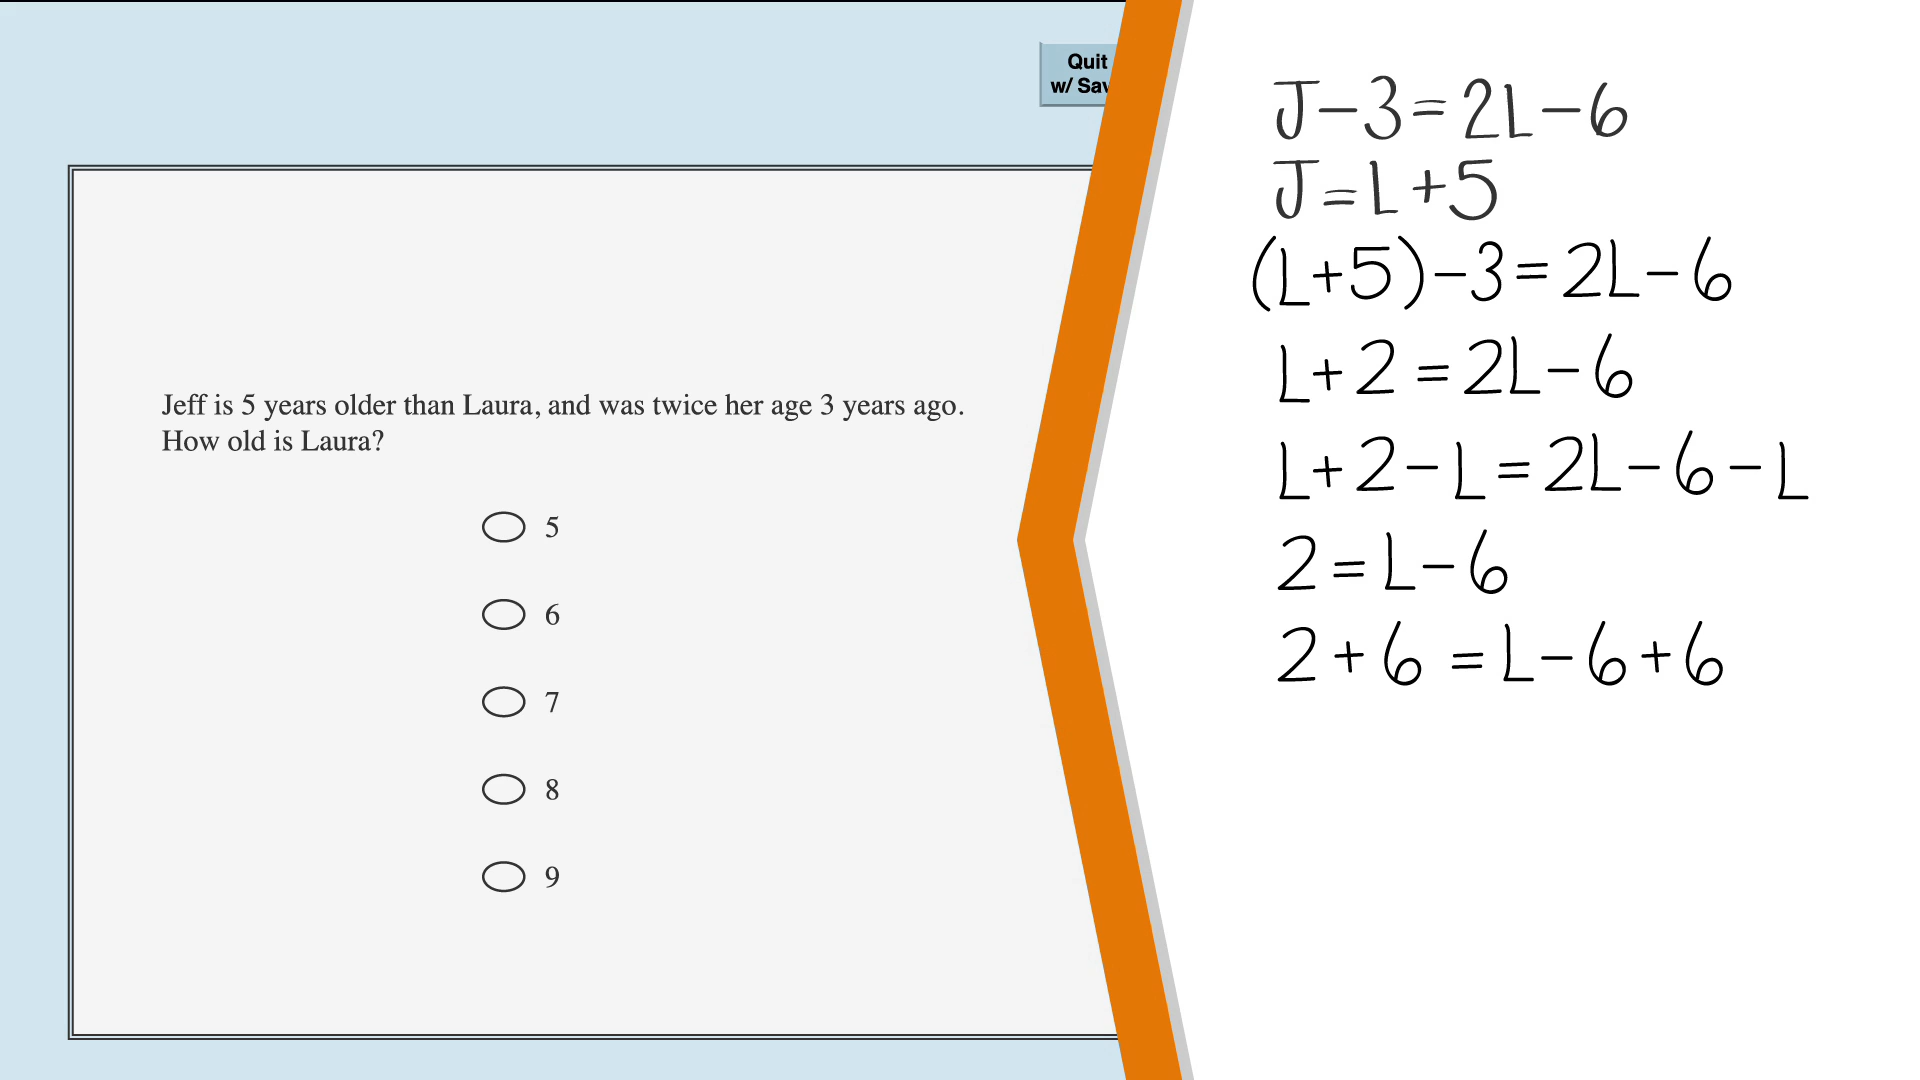 Quit
w/ Sav
Jeff is 5 years older than Laura, and was twice her age 3 years ago.
How old is Laura?
5
6
7
8
9
J-3=2L-6
J=L+5
(L+5)-3=2L-6
L+2=2L-6
L+2-L=2L-6-L
2=L-6
2+6=L-6+6